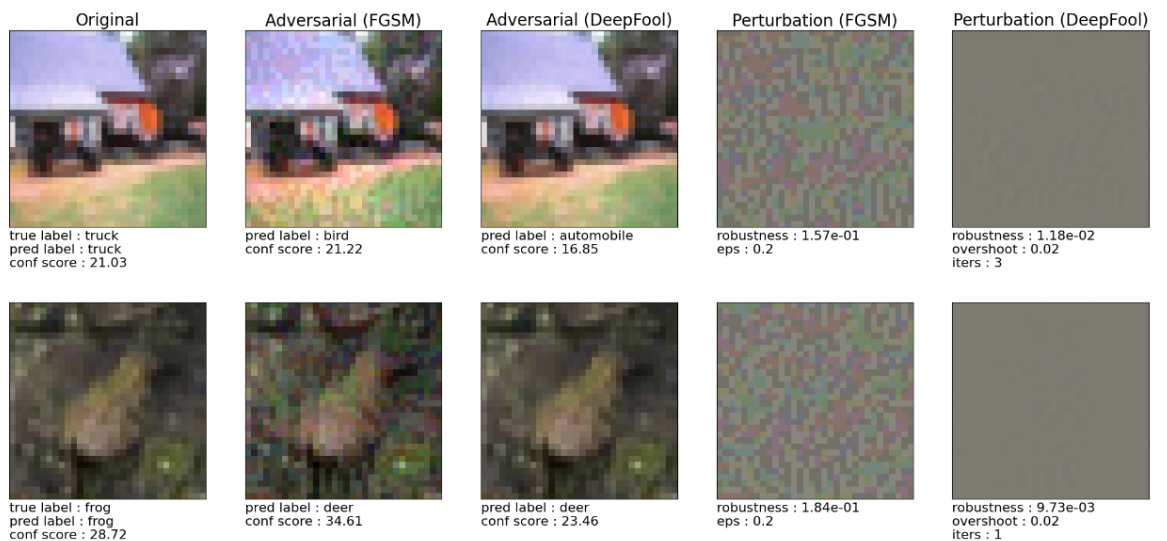 Original
Adversarial (FGSM)
Adversarial (DeepFool)
Perturbation (FGSM)
Perturbation (DeepFool)
true label : truck
pred label : truck
conf score : 21.03
pred label : bird
conf score : 21.22
pred label : automobile
conf score : 16.85
robustness : 1.57e-01
eps : 0.2
robustness : 1.18e-02
overshoot : 0.02
iters : 3
true label : frog
pred label : frog
conf score : 28.72
pred label : deer
conf score : 34.61
pred label : deer
conf score : 23.46
robustness : 1.84e-01
eps : 0.2
robustness : 9.73e-03
overshoot : 0.02
iters : 1